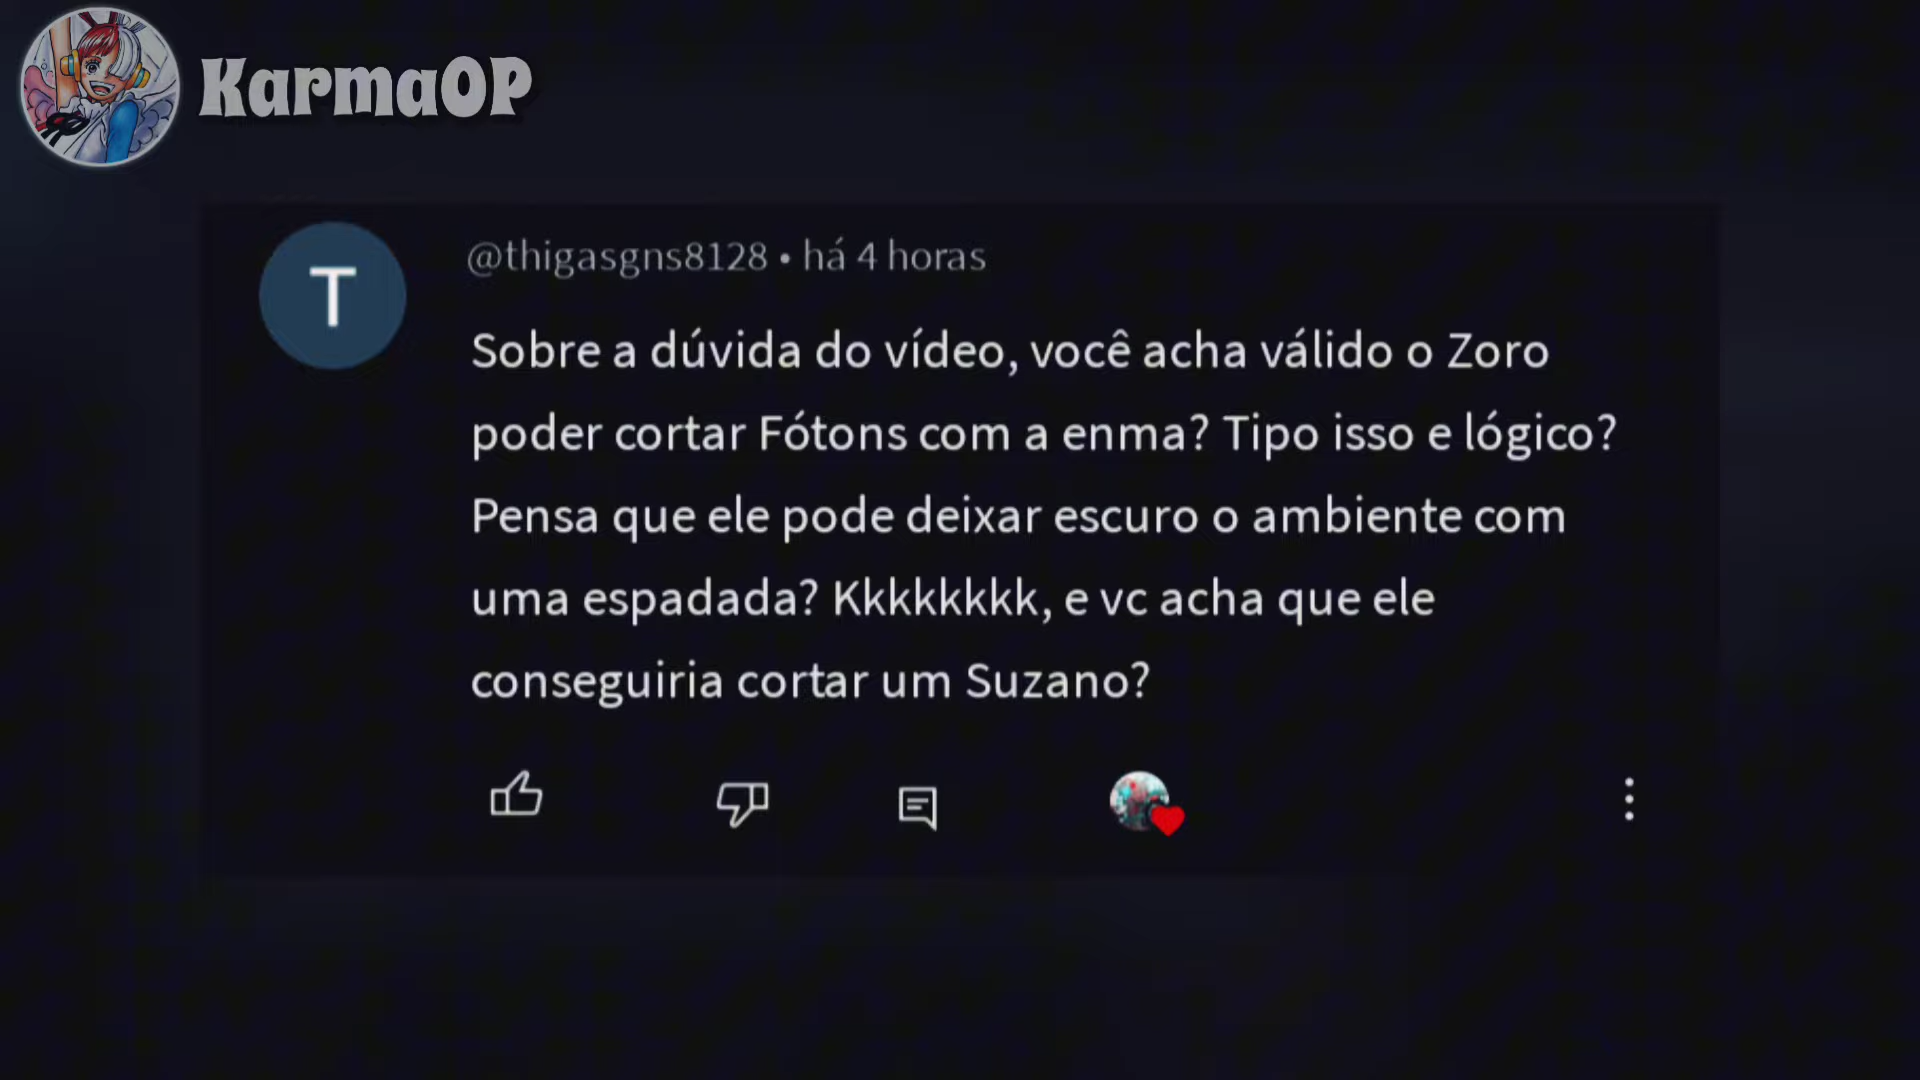 KarmaOP
T
@thigasgns8128 • há 4 horas
Sobre a dúvida do vídeo, você acha válido o Zoro
poder cortar Fótons com a enma? Tipo isso e lógico?
Pensa que ele pode deixar escuro o ambiente com
uma espadada? Kkkkkkkk, e vc acha que ele
conseguiria cortar um Suzano?